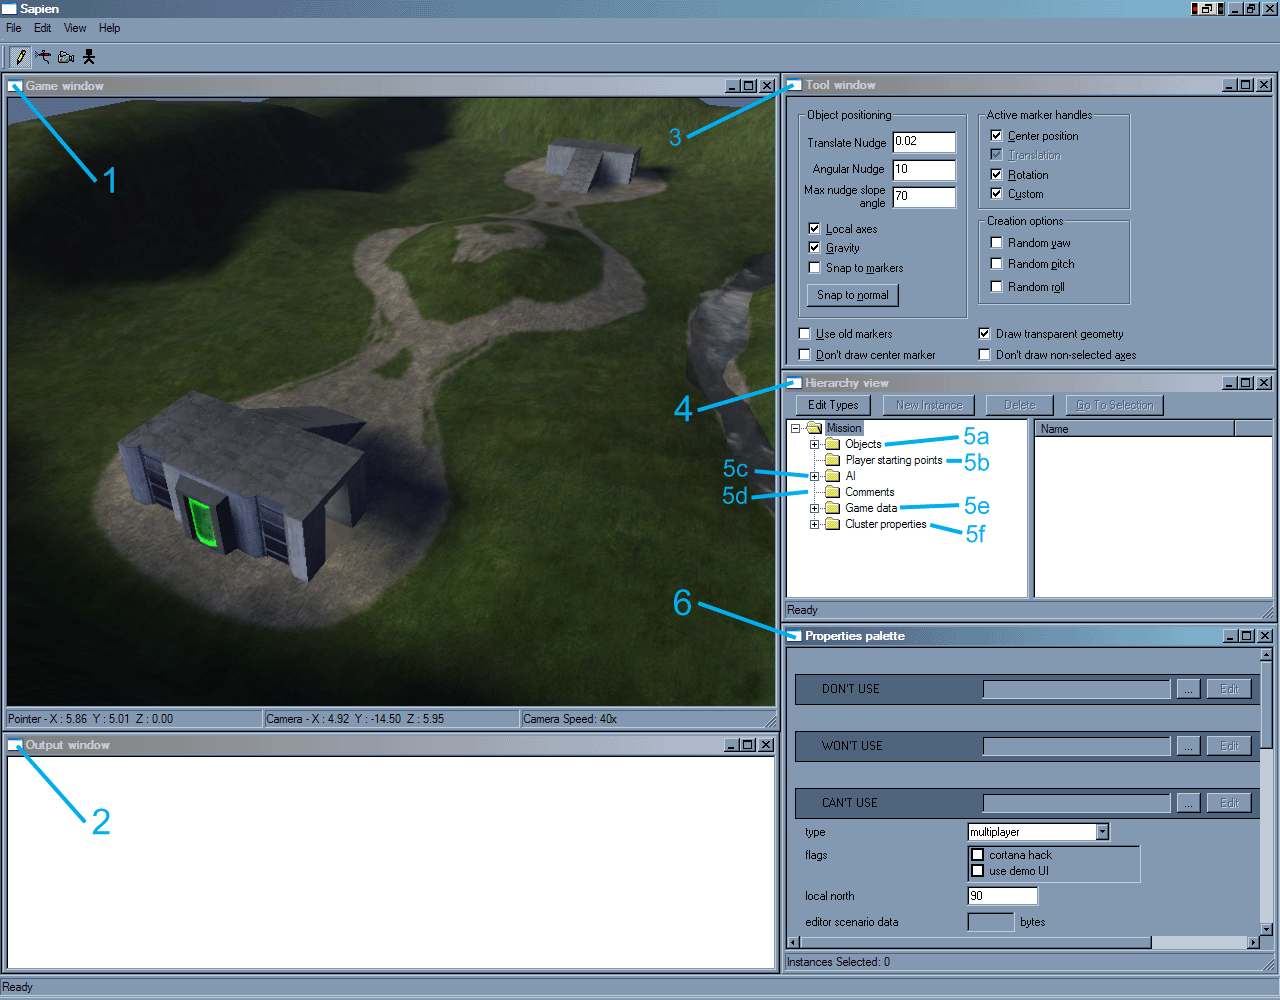 Sapien
File Edit View Help
Game window
1
Pointer - X : 5.86 Y : 5.01 Z : 0.00
Camera - X : 4.92 Y : -14.50 Z : 5.95
Camera Speed: 40x
Output window
2
Tool window
3
Object positioning
Translate Nudge 0.02
Angular Nudge 10
Max nudge slope
angle 70
Local axes
Gravity
Snap to markers
Snap to normal
Active marker handles
Center position
Translation
Rotation
Custom
Creation options
Random yaw
Random pitch
Random roll
Use old markers
Draw transparent geometry
Don't draw center marker
Don't draw non-selected axes
Hierarchy view
4
Edit Types New Instance Delete Go To Selection
Mission
Objects 5a
Player starting points 5b
5c AI
5d Comments
Game data 5e
Cluster properties 5f
Name
Ready
6
Properties palette
DON'T USE ... Edit
WON'T USE ... Edit
CAN'T USE ... Edit
type multiplayer
flags cortana hack
use demo UI
local north 90
editor scenario data bytes
Instances Selected: 0
Ready